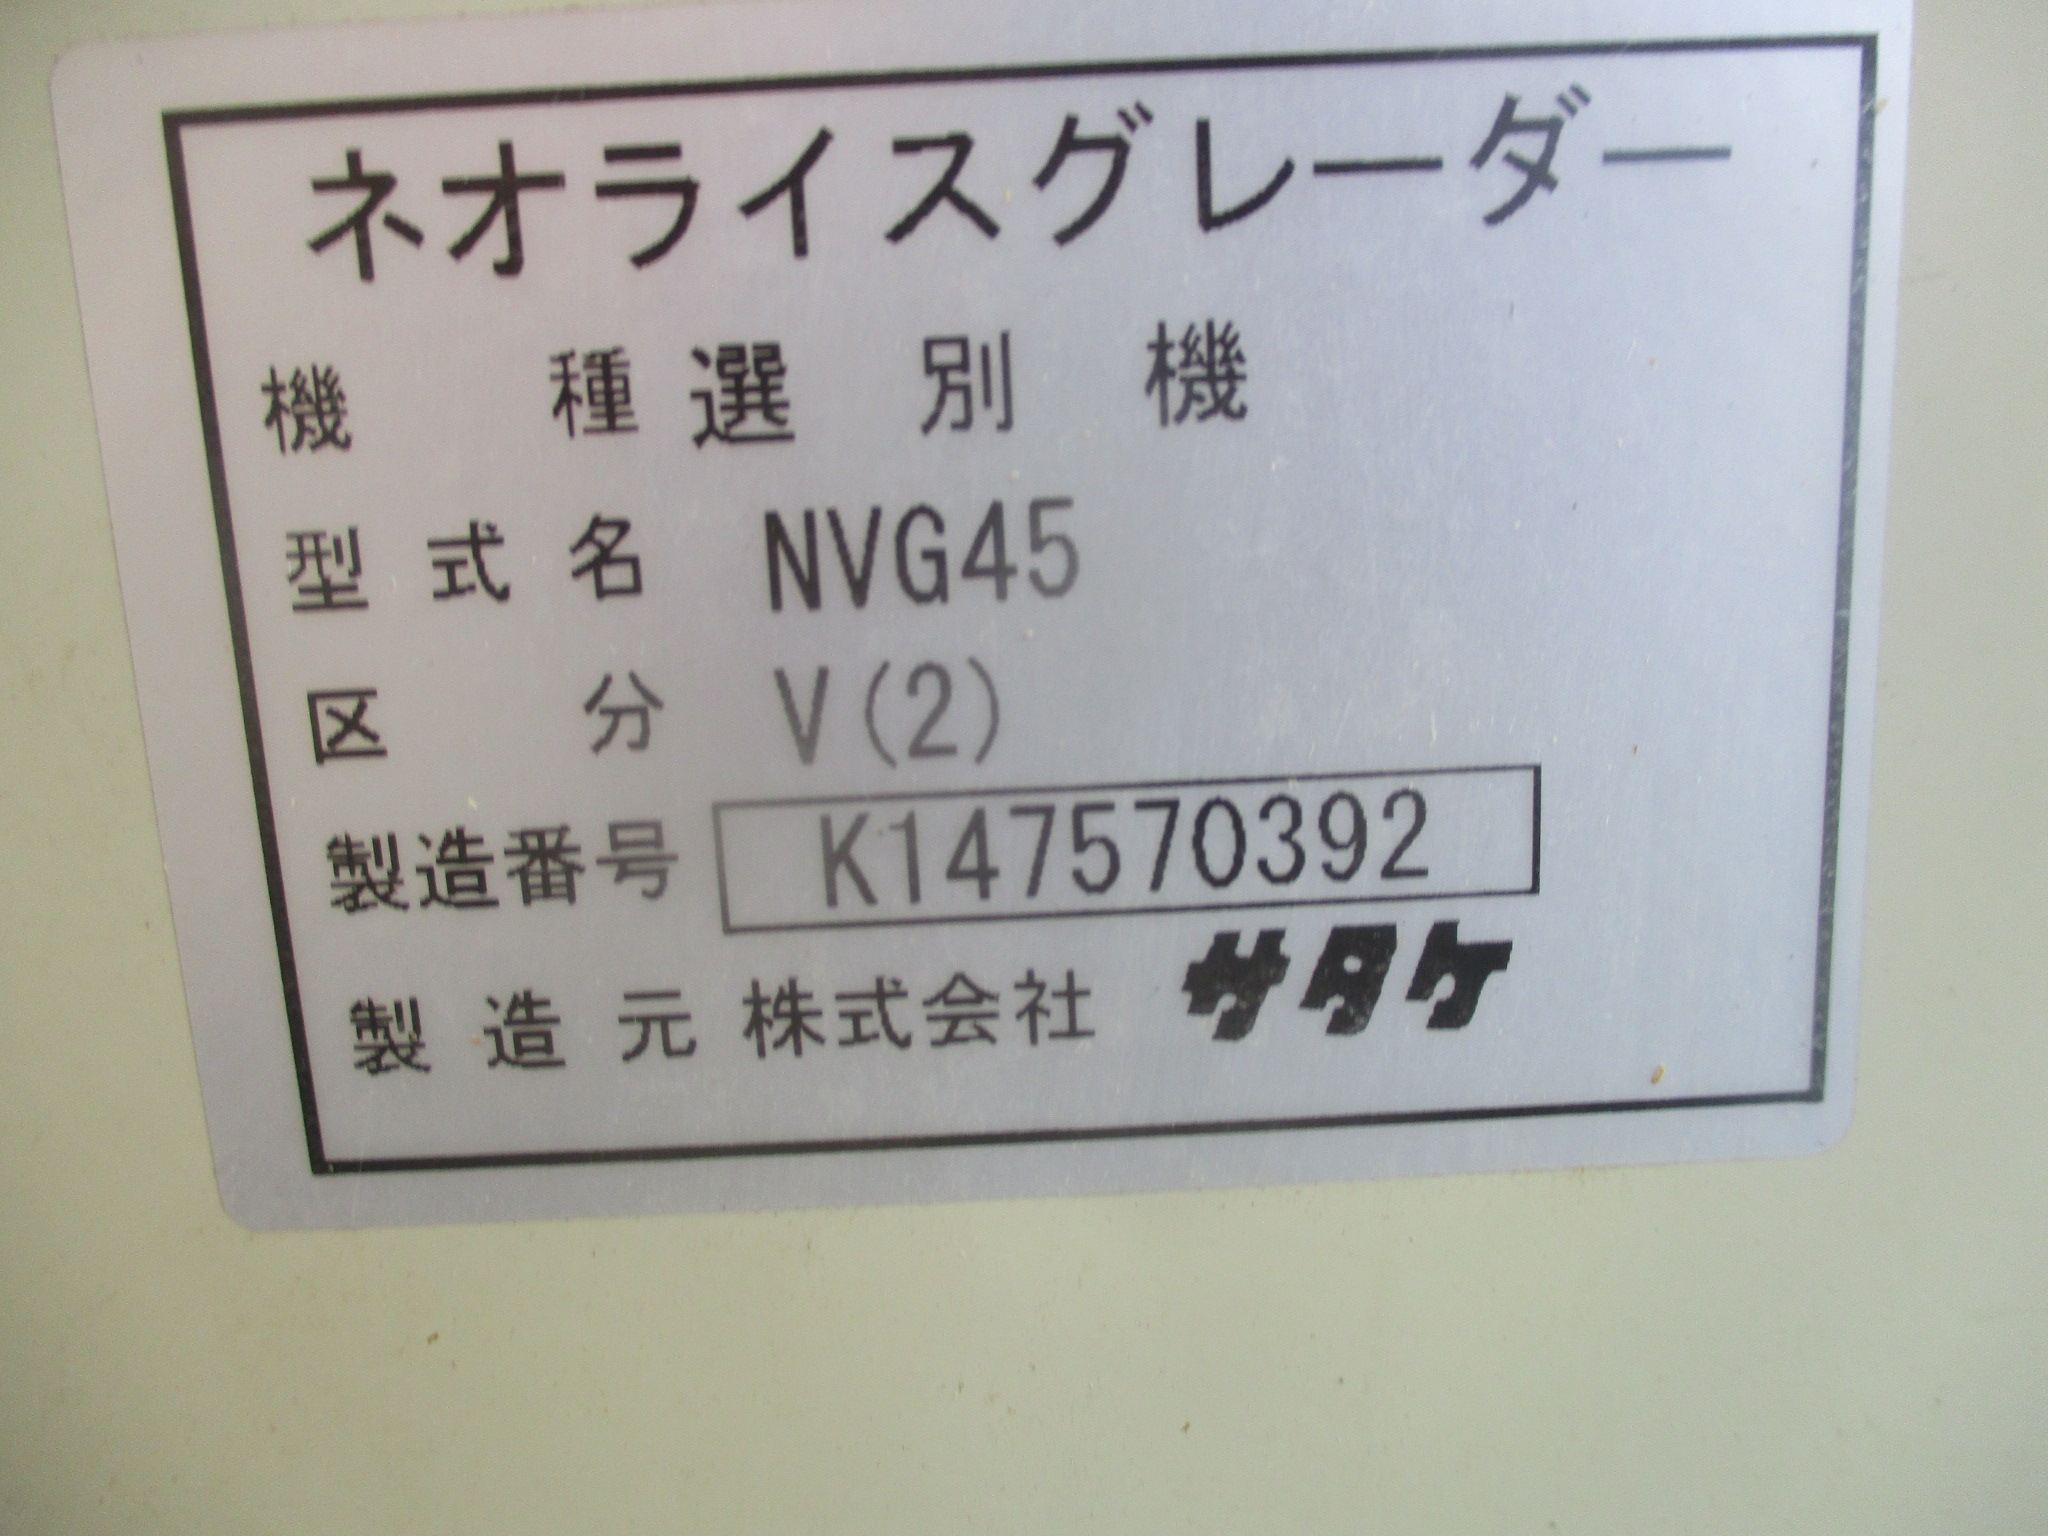 ネオライスグレーダー
機種 選別機
型式名 NVG45
区分 V(2)
製造番号 K147570392
製造元 株式会社 サタケ